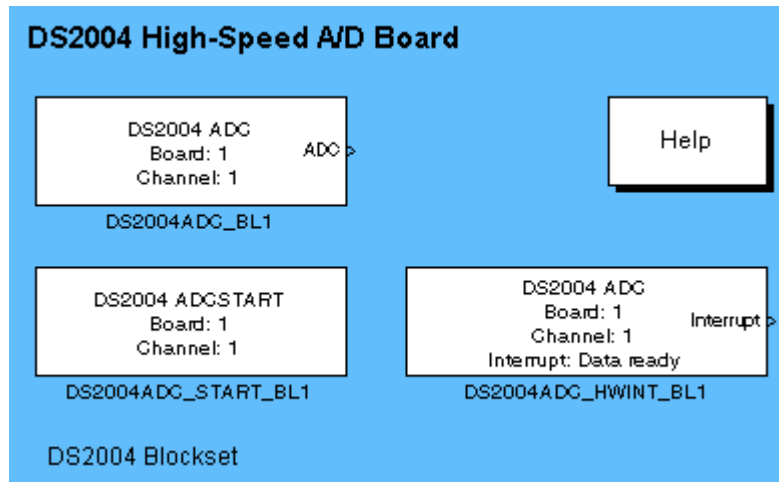 DS2004 High-Speed A/D Board
DS2004 ADC
Board: 1
Channel: 1
ADC
DS2004ADC_BL1
Help
DS2004 ADCSTART
Board: 1
Channel: 1
DS2004ADC_START_BL1
DS2004 ADC
Board: 1
Channel: 1
Interrupt: Data ready
Interrupt
DS2004ADC_HWINT_BL1
DS2004 Blockset